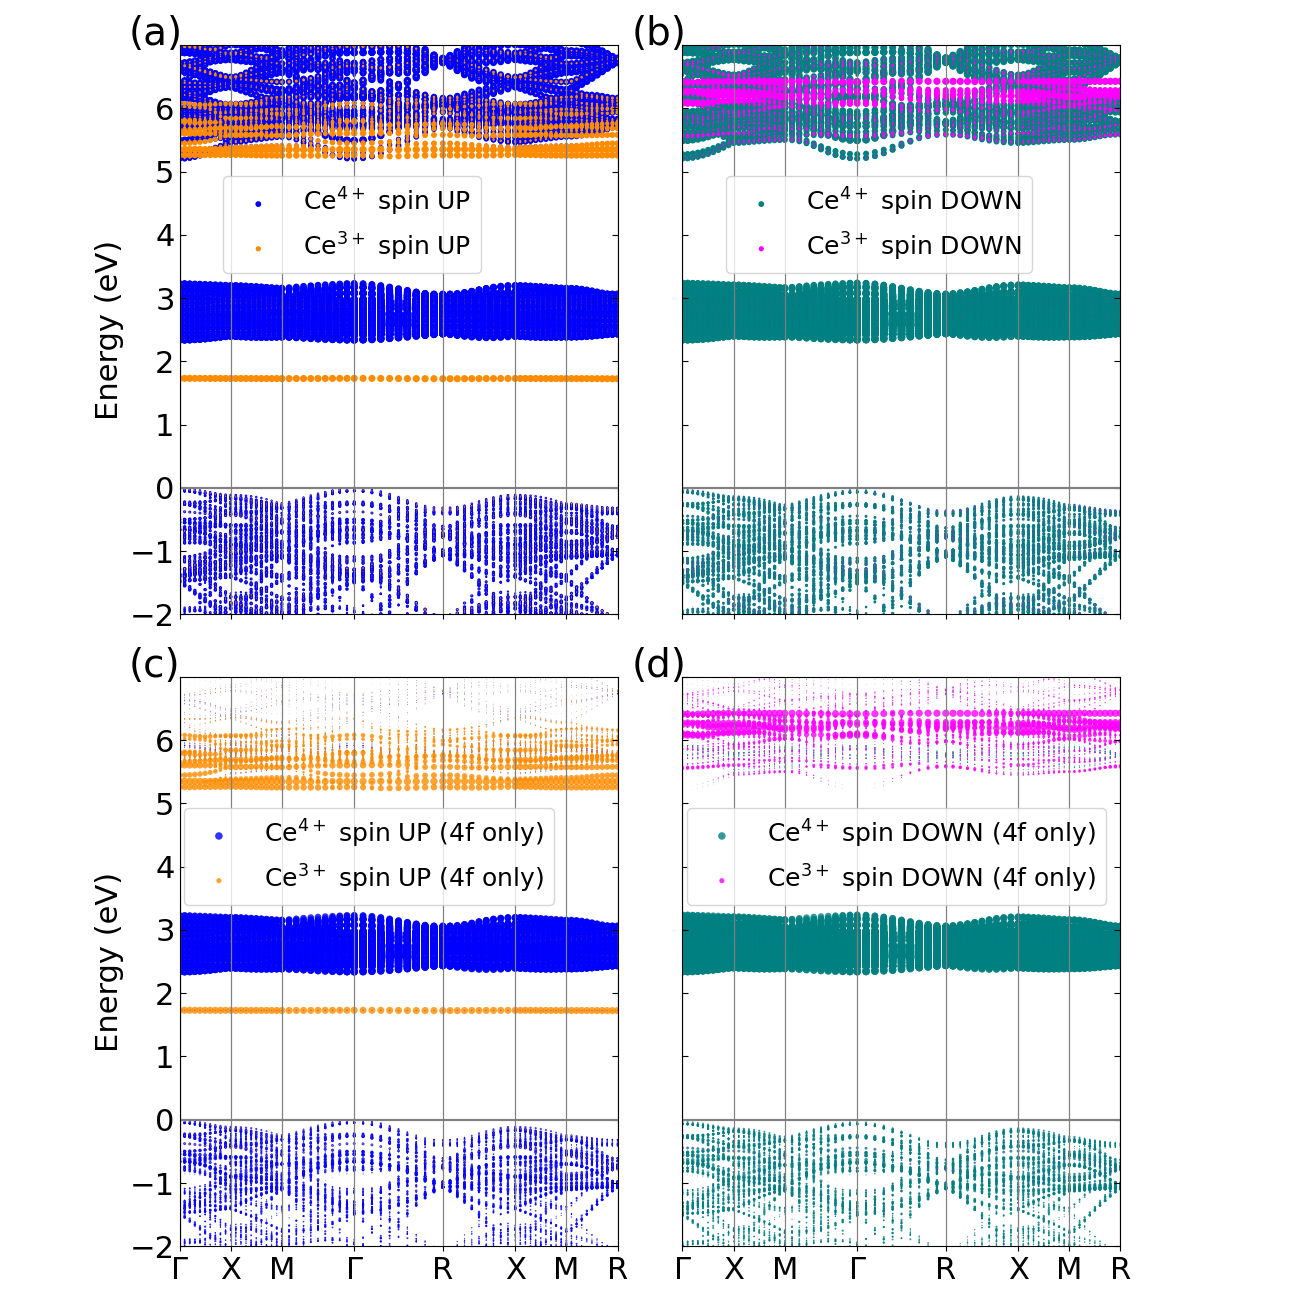 (a)
(b)
Energy (eV)
6
5
4
3
2
1
0
−1
−2
Ce⁴⁺ spin UP
Ce³⁺ spin UP
Ce⁴⁺ spin DOWN
Ce³⁺ spin DOWN
(c)
(d)
Energy (eV)
6
5
4
3
2
1
0
−1
−2
Ce⁴⁺ spin UP (4f only)
Ce³⁺ spin UP (4f only)
Ce⁴⁺ spin DOWN (4f only)
Ce³⁺ spin DOWN (4f only)
Γ X M Γ R X M R
Γ X M Γ R X M R